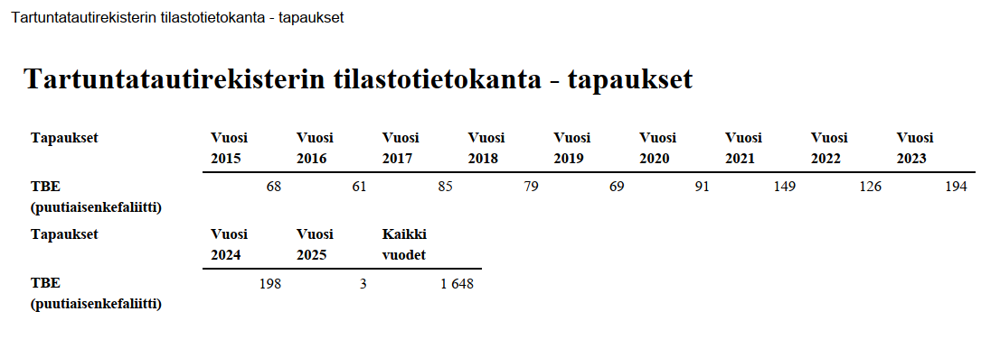 Tartuntatautirekisterin tilastotietokanta - tapaukset
Tartuntatautirekisterin tilastotietokanta - tapaukset
Tapaukset Vuosi Vuosi Vuosi Vuosi Vuosi Vuosi Vuosi Vuosi Vuosi
2015 2016 2017 2018 2019 2020 2021 2022 2023
TBE 68 61 85 79 69 91 149 126 194
(puutiaisenkefaliitti)
Tapaukset Vuosi Vuosi Kaikki
2024 2025 vuodet
TBE 198 3 1 648
(puutiaisenkefaliitti)